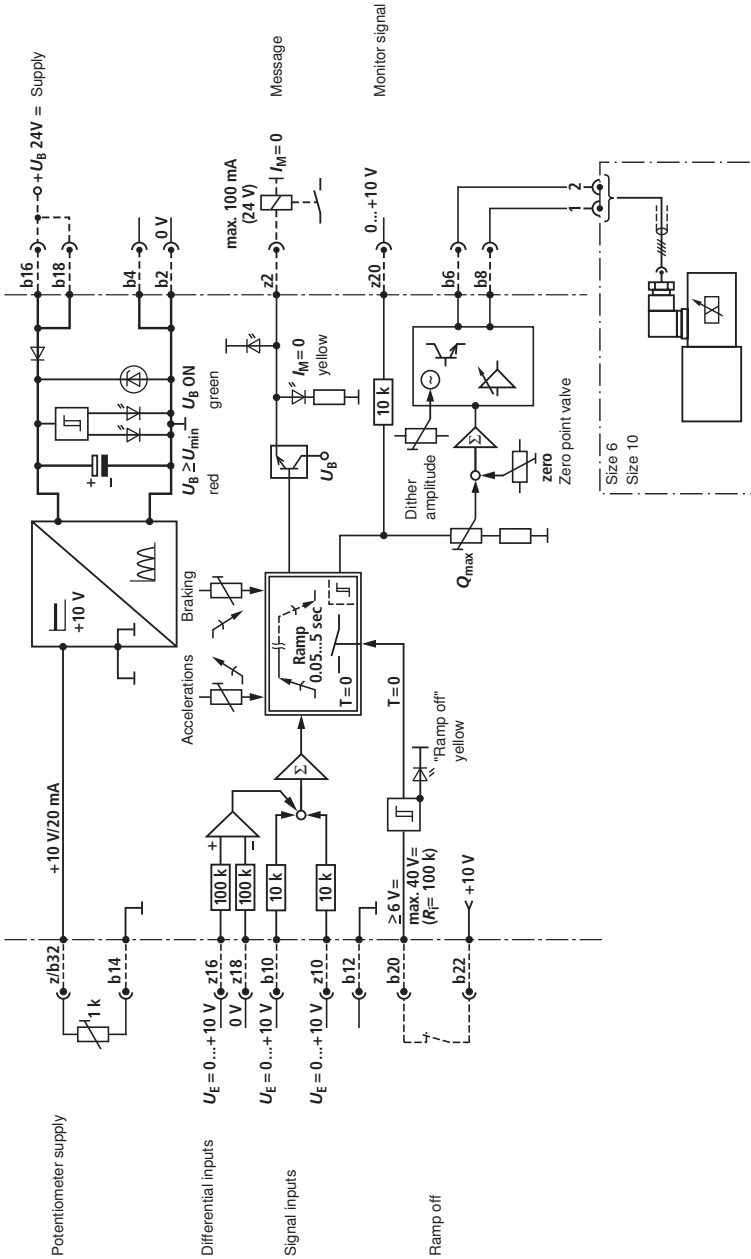 Potentiometer supply
1 k
z/b32
b14
+10 V/20 mA
+10 V
+
–
U_B ≥ U_min
red
U_B ON
green
b16
b18
b4
b2
+U_B 24V =
Supply
0 V
Differential inputs
Signal inputs
Ramp off
U_E = 0...+10 V
0 V
U_E = 0...+10 V
U_E = 0...+10 V
z16
z18
b10
z10
b12
b20
b22
100 k
100 k
10 k
10 k
+
–
Σ
Accelerations
Braking
Ramp
0.05...5 sec
T=0
T=0
≥6 V=
max. 40 V=
(R_i= 100 k)
+10 V
"Ramp off"
yellow
U_B
I_M = 0
yellow
z2
max. 100 mA
(24 V)
I_M = 0
Message
10 k
z20
0...+10 V
Monitor signal
Q_max
Dither
amplitude
~
Σ
zero
Zero point valve
b6
b8
1
2
Size 6
Size 10